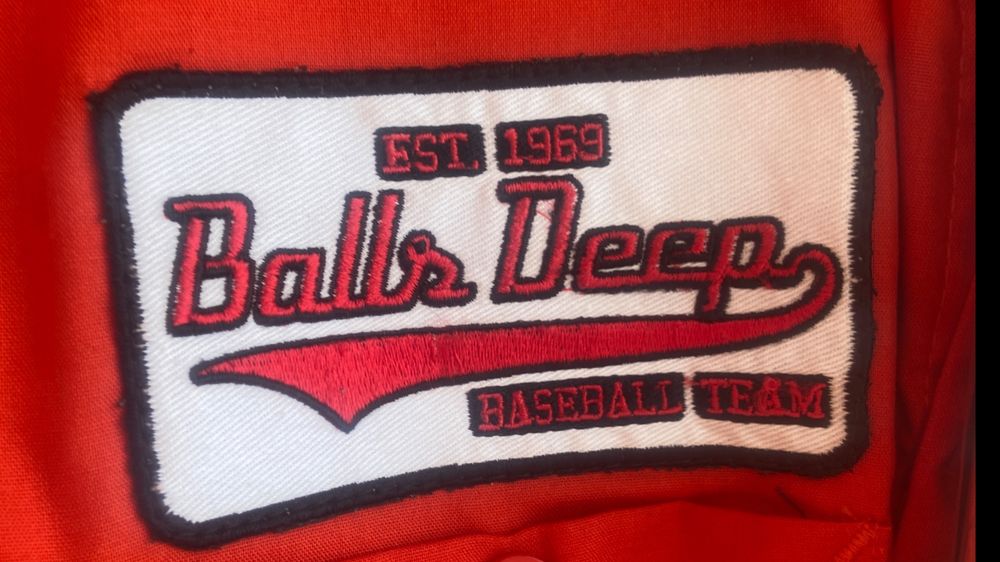 EST. 1969
Balls Deep
BASEBALL TEAM